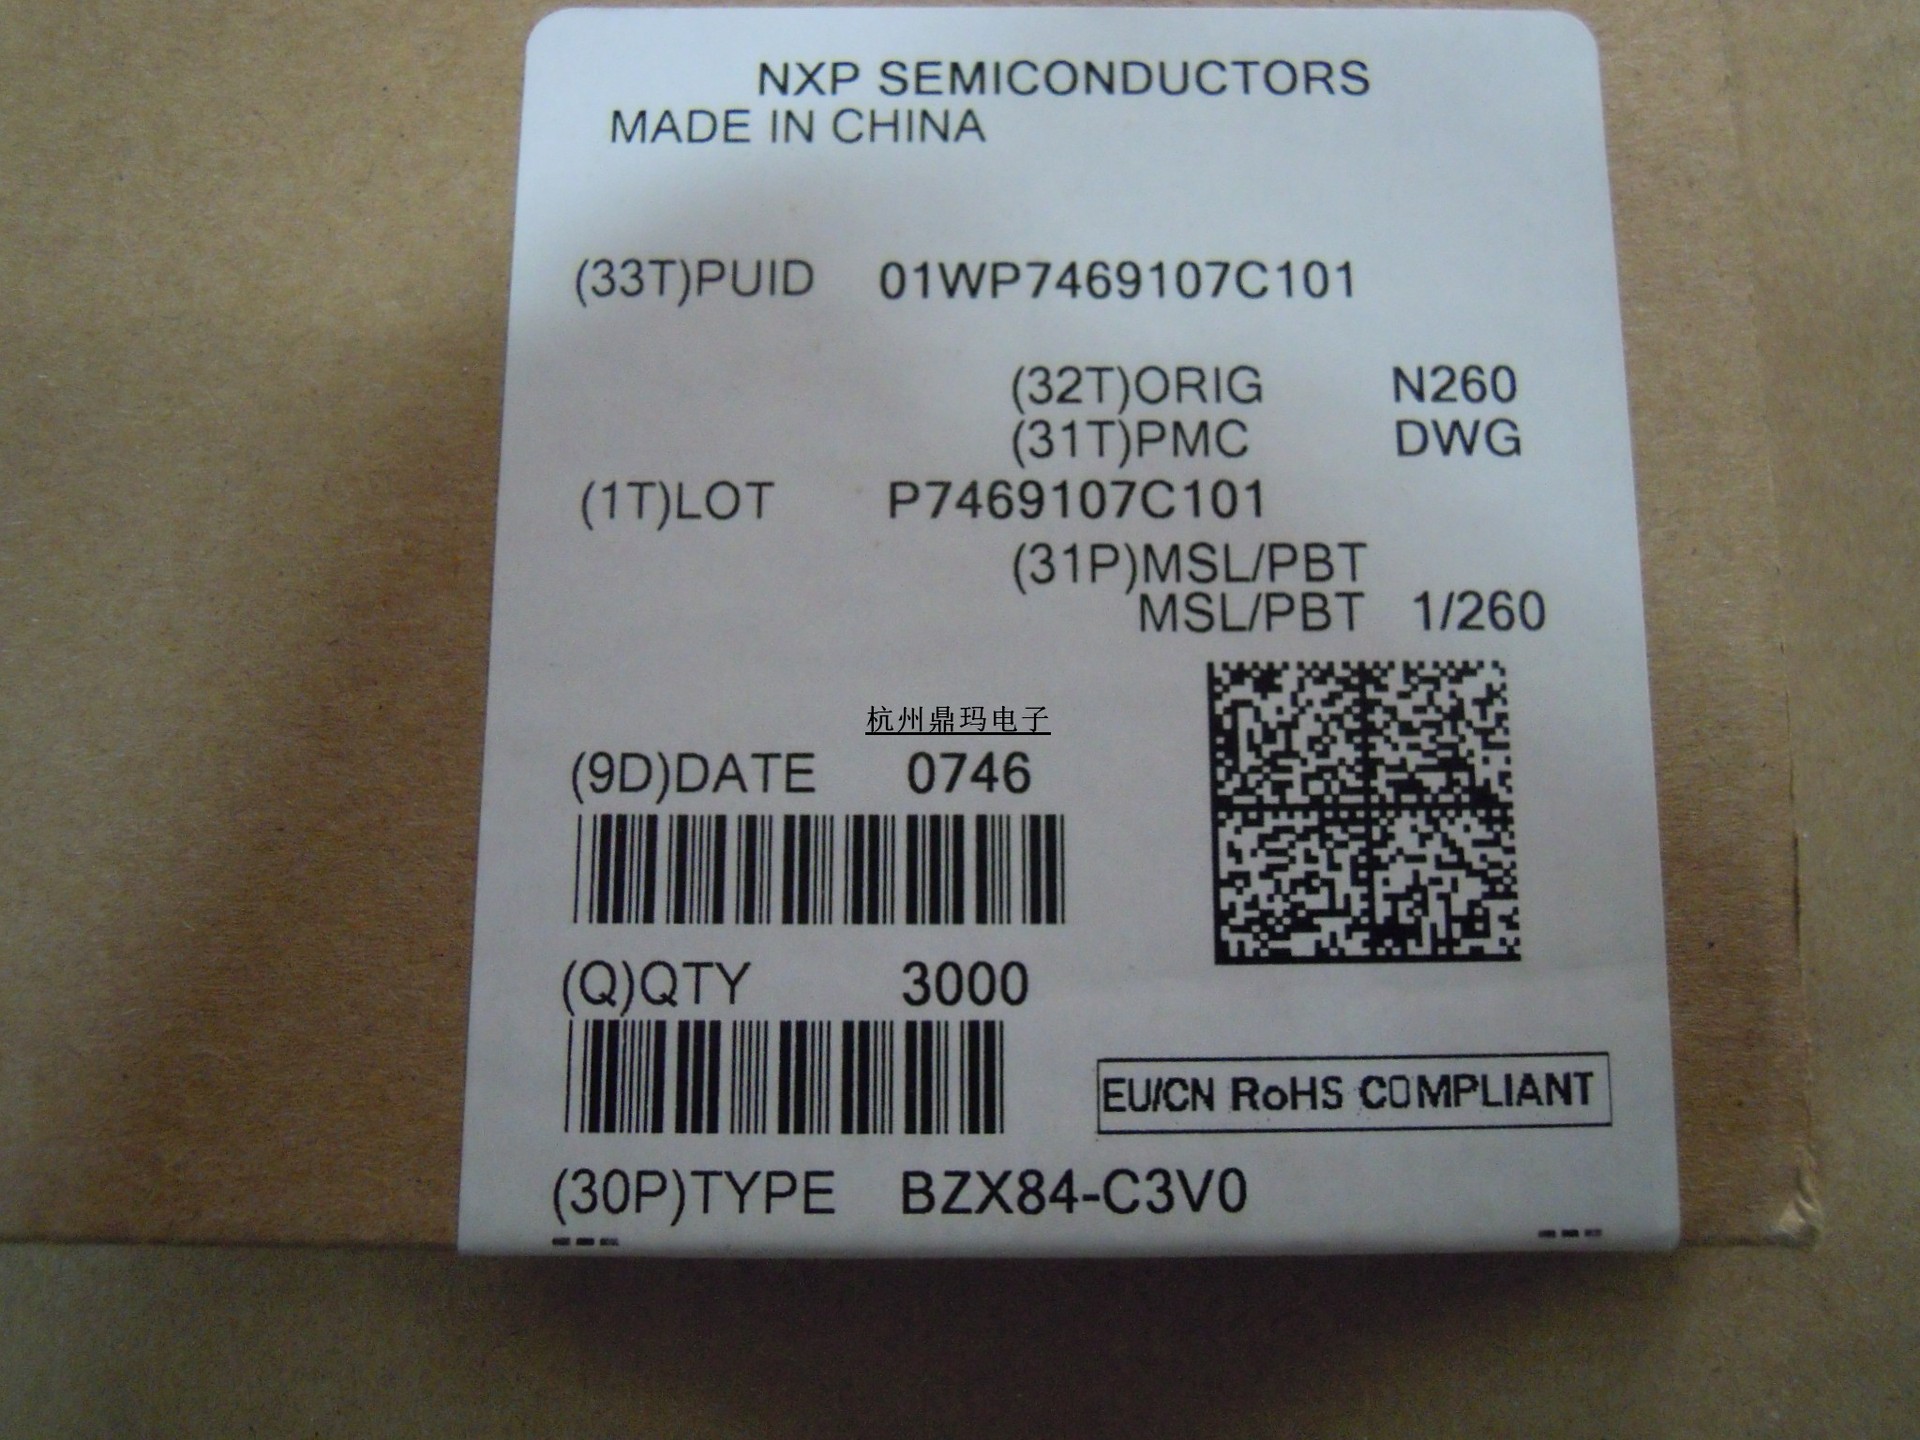 NXP SEMICONDUCTORS
MADE IN CHINA
(33T)PUID 01WP7469107C101
(32T)ORIG N260
(31T)PMC DWG
(1T)LOT P7469107C101
(31P)MSL/PBT
MSL/PBT 1/260
杭州鼎玛电子
(9D)DATE 0746
(Q)QTY 3000
EU/CN RoHS COMPLIANT
(30P)TYPE BZX84-C3V0